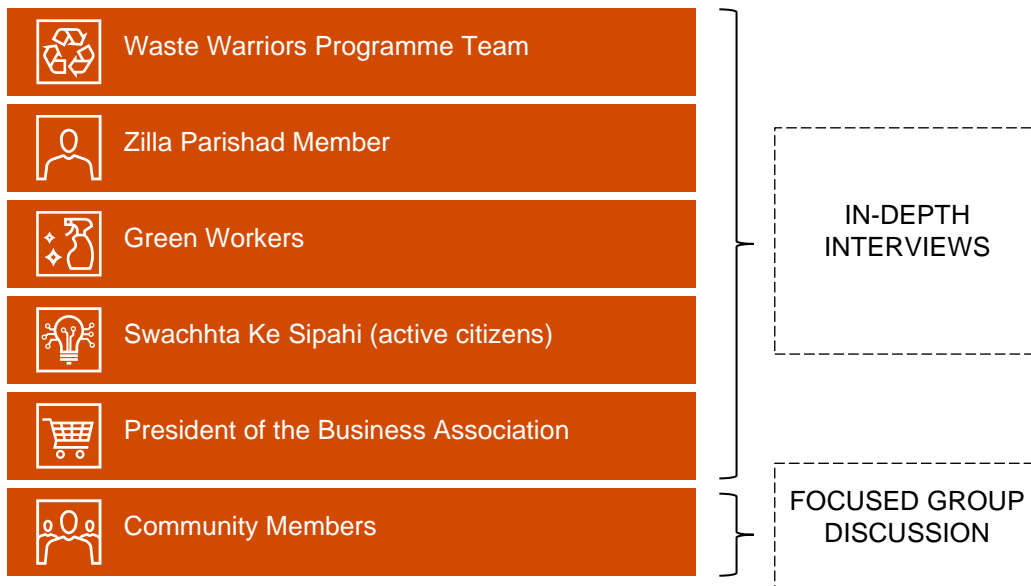 Waste Warriors Programme Team
Zilla Parishad Member
Green Workers
Swachhta Ke Sipahi (active citizens)
President of the Business Association
Community Members
IN-DEPTH
INTERVIEWS
FOCUSED GROUP
DISCUSSION